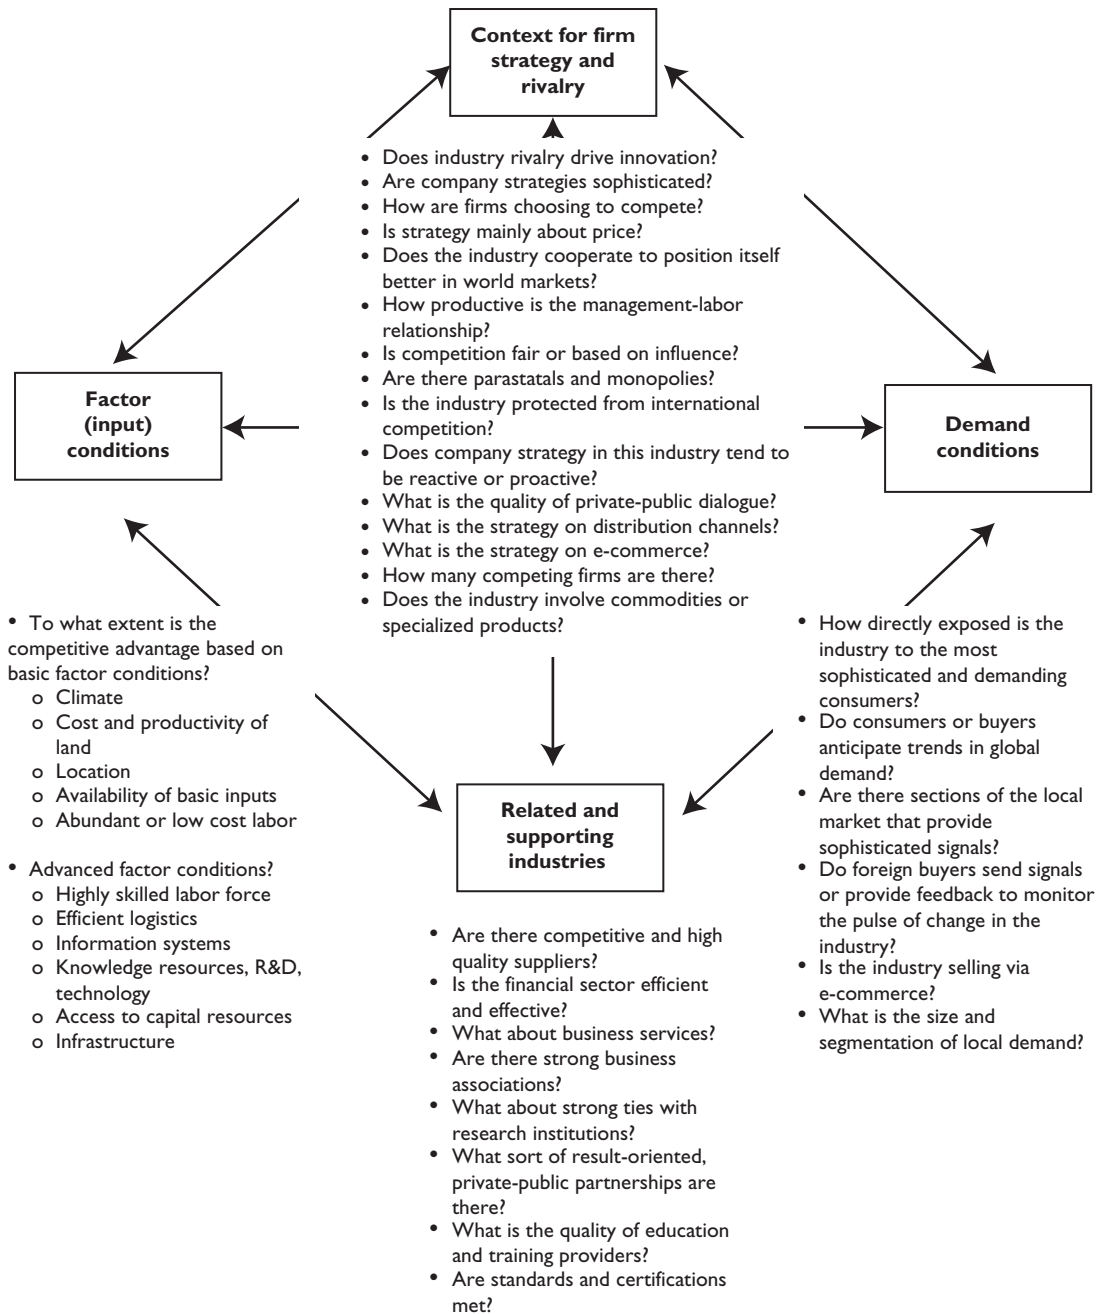 Context for firm
strategy and
rivalry
• Does industry rivalry drive innovation?
• Are company strategies sophisticated?
• How are firms choosing to compete?
• Is strategy mainly about price?
• Does the industry cooperate to position itself
better in world markets?
• How productive is the management-labor
relationship?
• Is competition fair or based on influence?
• Are there parastatals and monopolies?
• Is the industry protected from international
competition?
• Does company strategy in this industry tend to
be reactive or proactive?
• What is the quality of private-public dialogue?
• What is the strategy on distribution channels?
• What is the strategy on e-commerce?
• How many competing firms are there?
• Does the industry involve commodities or
specialized products?
Factor
(input)
conditions
Demand
conditions
• To what extent is the
competitive advantage based on
basic factor conditions?
o Climate
o Cost and productivity of
land
o Location
o Availability of basic inputs
o Abundant or low cost labor
• Advanced factor conditions?
o Highly skilled labor force
o Efficient logistics
o Information systems
o Knowledge resources, R&D,
technology
o Access to capital resources
o Infrastructure
Related and
supporting
industries
• Are there competitive and high
quality suppliers?
• Is the financial sector efficient
and effective?
• What about business services?
• Are there strong business
associations?
• What about strong ties with
research institutions?
• What sort of result-oriented,
private-public partnerships are
there?
• What is the quality of education
and training providers?
• Are standards and certifications
met?
• How directly exposed is the
industry to the most
sophisticated and demanding
consumers?
• Do consumers or buyers
anticipate trends in global
demand?
• Are there sections of the local
market that provide
sophisticated signals?
• Do foreign buyers send signals
or provide feedback to monitor
the pulse of change in the
industry?
• Is the industry selling via
e-commerce?
• What is the size and
segmentation of local demand?